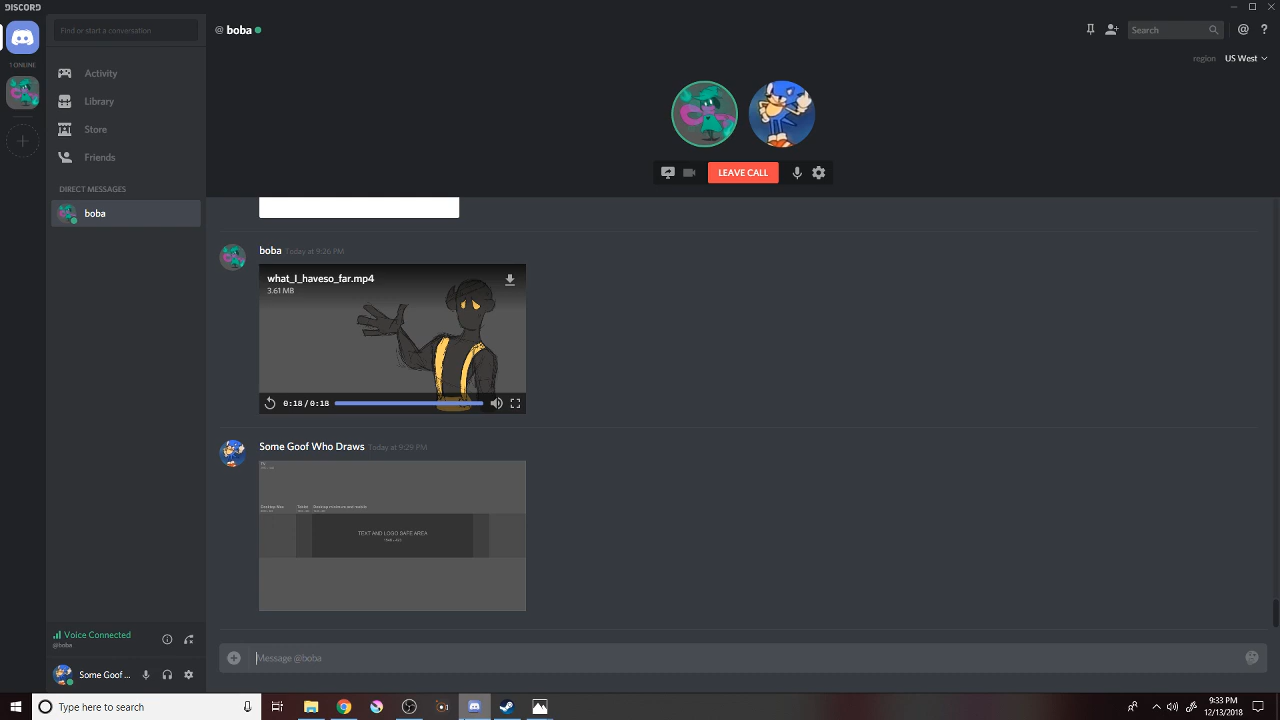 DISCORD
Find or start a conversation
@ boba
Search
region US West
1 ONLINE
Activity
Library
Store
Friends
DIRECT MESSAGES
boba
LEAVE CALL
boba Today at 9:26 PM
what_I_haveso_far.mp4
3.61 MB
0:18 / 0:18
Some Goof Who Draws Today at 9:29 PM
TEXT AND LOGO SAFE AREA
Voice Connected
@boba
Some Goof ...
Message @boba
Type here to search
9:33 PM
12/13/2018